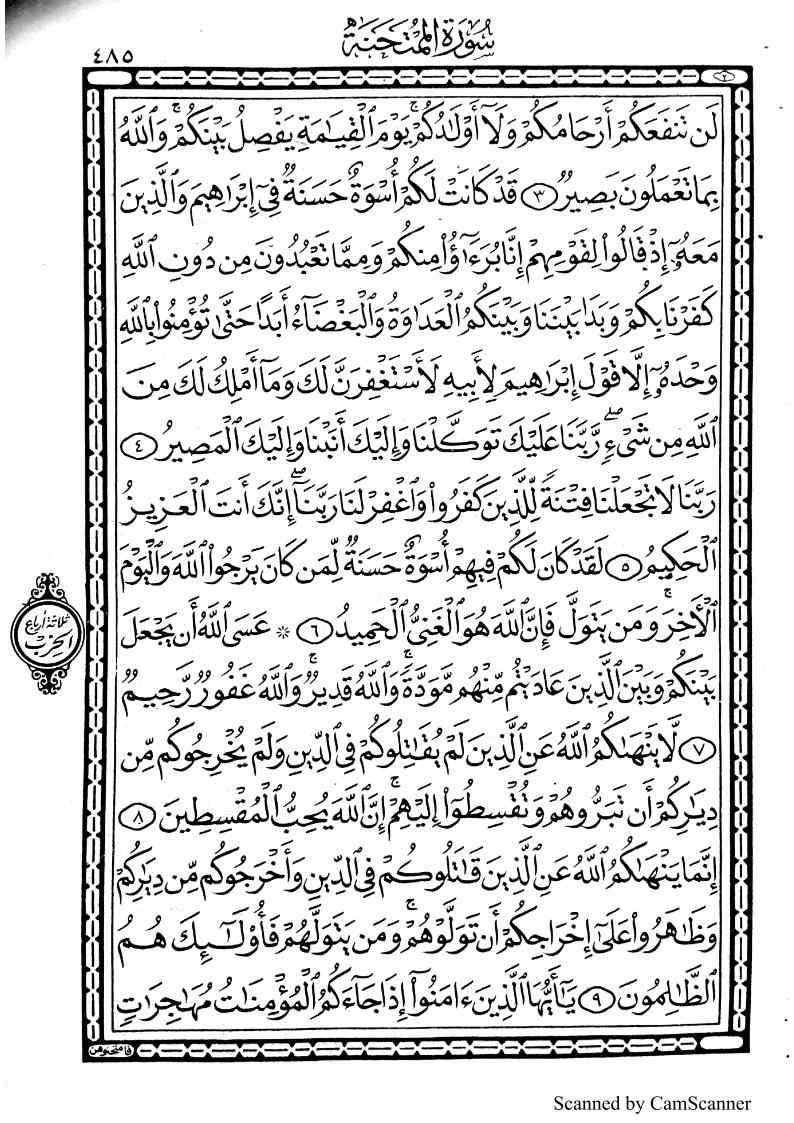 سُورَةُ الْمُمْتَحَنَةِ
٤٨٥
٢
لَن تَنفَعَكُمْ أَرْحَامُكُمْ وَلَآ أَوْلَٰدُكُمْ ۚ يَوْمَ ٱلْقِيَٰمَةِ يَفْصِلُ بَيْنَكُمْ ۚ وَٱللَّهُ
بِمَا تَعْمَلُونَ بَصِيرٌ ٣ قَدْ كَانَتْ لَكُمْ أُسْوَةٌ حَسَنَةٌ فِىٓ إِبْرَٰهِيمَ وَٱلَّذِينَ
مَعَهُۥٓ إِذْ قَالُوا۟ لِقَوْمِهِمْ إِنَّا بُرَءَٰٓؤُا۟ مِنكُمْ وَمِمَّا تَعْبُدُونَ مِن دُونِ ٱللَّهِ
كَفَرْنَا بِكُمْ وَبَدَا بَيْنَنَا وَبَيْنَكُمُ ٱلْعَدَٰوَةُ وَٱلْبَغْضَآءُ أَبَدًا حَتَّىٰ تُؤْمِنُوا۟ بِٱللَّهِ
وَحْدَهُۥٓ إِلَّا قَوْلَ إِبْرَٰهِيمَ لِأَبِيهِ لَأَسْتَغْفِرَنَّ لَكَ وَمَآ أَمْلِكُ لَكَ مِنَ
ٱللَّهِ مِن شَىْءٍ ۖ رَّبَّنَا عَلَيْكَ تَوَكَّلْنَا وَإِلَيْكَ أَنَبْنَا وَإِلَيْكَ ٱلْمَصِيرُ ٤
رَبَّنَا لَا تَجْعَلْنَا فِتْنَةً لِّلَّذِينَ كَفَرُوا۟ وَٱغْفِرْ لَنَا رَبَّنَآ ۖ إِنَّكَ أَنتَ ٱلْعَزِيزُ
ٱلْحَكِيمُ ٥ لَقَدْ كَانَ لَكُمْ فِيهِمْ أُسْوَةٌ حَسَنَةٌ لِّمَن كَانَ يَرْجُوا۟ ٱللَّهَ وَٱلْيَوْمَ
ٱلْأَخِرَ ۚ وَمَن يَتَوَلَّ فَإِنَّ ٱللَّهَ هُوَ ٱلْغَنِىُّ ٱلْحَمِيدُ ٦ ۞ عَسَى ٱللَّهُ أَن يَجْعَلَ
ثلاثة أرباع
الحزب
بَيْنَكُمْ وَبَيْنَ ٱلَّذِينَ عَادَيْتُم مِّنْهُم مَّوَدَّةً ۚ وَٱللَّهُ قَدِيرٌ ۚ وَٱللَّهُ غَفُورٌ رَّحِيمٌ
٧ لَّا يَنْهَىٰكُمُ ٱللَّهُ عَنِ ٱلَّذِينَ لَمْ يُقَٰتِلُوكُمْ فِى ٱلدِّينِ وَلَمْ يُخْرِجُوكُم مِّن
دِيَٰرِكُمْ أَن تَبَرُّوهُمْ وَتُقْسِطُوٓا۟ إِلَيْهِمْ ۚ إِنَّ ٱللَّهَ يُحِبُّ ٱلْمُقْسِطِينَ ٨
إِنَّمَا يَنْهَىٰكُمُ ٱللَّهُ عَنِ ٱلَّذِينَ قَٰتَلُوكُمْ فِى ٱلدِّينِ وَأَخْرَجُوكُم مِّن دِيَٰرِكُمْ
وَظَٰهَرُوا۟ عَلَىٰٓ إِخْرَاجِكُمْ أَن تَوَلَّوْهُمْ ۚ وَمَن يَتَوَلَّهُمْ فَأُو۟لَٰٓئِكَ هُمُ
ٱلظَّٰلِمُونَ ٩ يَٰٓأَيُّهَا ٱلَّذِينَ ءَامَنُوٓا۟ إِذَا جَآءَكُمُ ٱلْمُؤْمِنَٰتُ مُهَٰجِرَٰتٍ
فامتحنوهن
Scanned by CamScanner